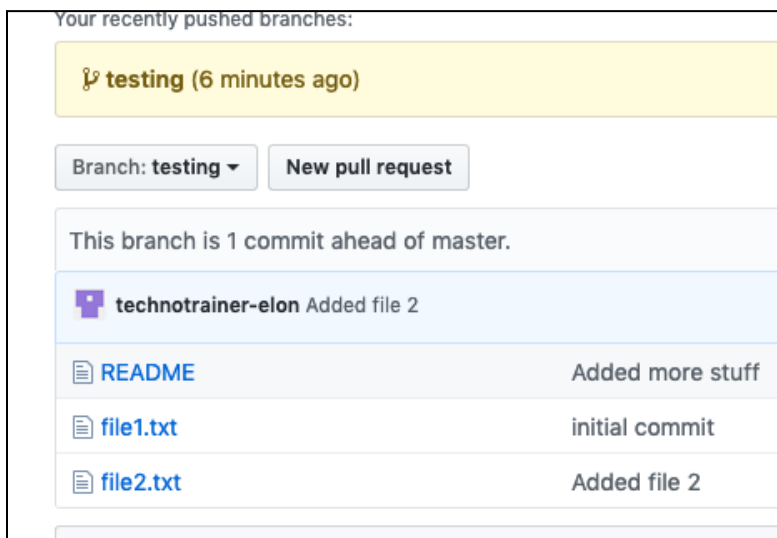 Your recently pushed branches:
testing (6 minutes ago)
Branch: testing New pull request
This branch is 1 commit ahead of master.
technotrainer-elon Added file 2
README Added more stuff
file1.txt initial commit
file2.txt Added file 2